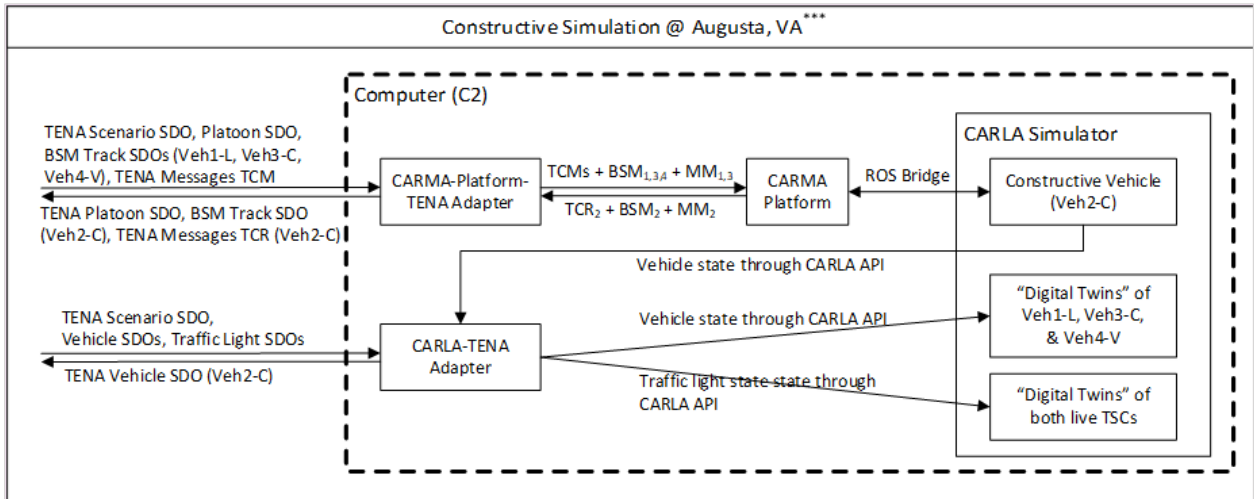 Constructive Simulation @ Augusta, VA***
Computer (C2)
TENA Scenario SDO, Platoon SDO,
BSM Track SDOs (Veh1-L, Veh3-C,
Veh4-V), TENA Messages TCM
TENA Platoon SDO, BSM Track SDO
(Veh2-C), TENA Messages TCR (Veh2-C)
CARMA-Platform-
TENA Adapter
TCMs + BSM1,3,4 + MM1,3
TCR2 + BSM2 + MM2
CARMA
Platform
ROS Bridge
CARLA Simulator
Constructive Vehicle
(Veh2-C)
Vehicle state through CARLA API
TENA Scenario SDO,
Vehicle SDOs, Traffic Light SDOs
TENA Vehicle SDO (Veh2-C)
CARLA-TENA
Adapter
Vehicle state through CARLA API
Traffic light state state through
CARLA API
“Digital Twins” of
Veh1-L, Veh3-C,
& Veh4-V
“Digital Twins” of
both live TSCs